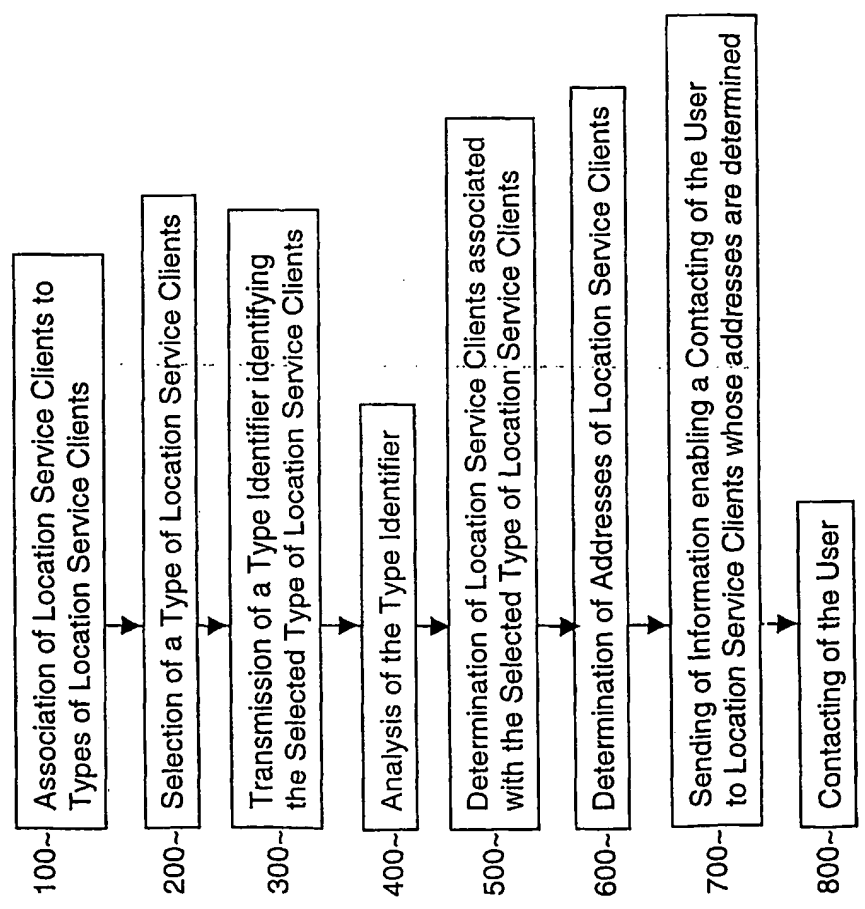 100~ Association of Location Service Clients to
Types of Location Service Clients
200~ Selection of a Type of Location Service Clients
300~ Transmission of a Type Identifier identifying
the Selected Type of Location Service Clients
400~ Analysis of the Type Identifier
500~ Determination of Location Service Clients associated
with the Selected Type of Location Service Clients
600~ Determination of Addresses of Location Service Clients
700~ Sending of Information enabling a Contacting of the User
to Location Service Clients whose addresses are determined
800~ Contacting of the User